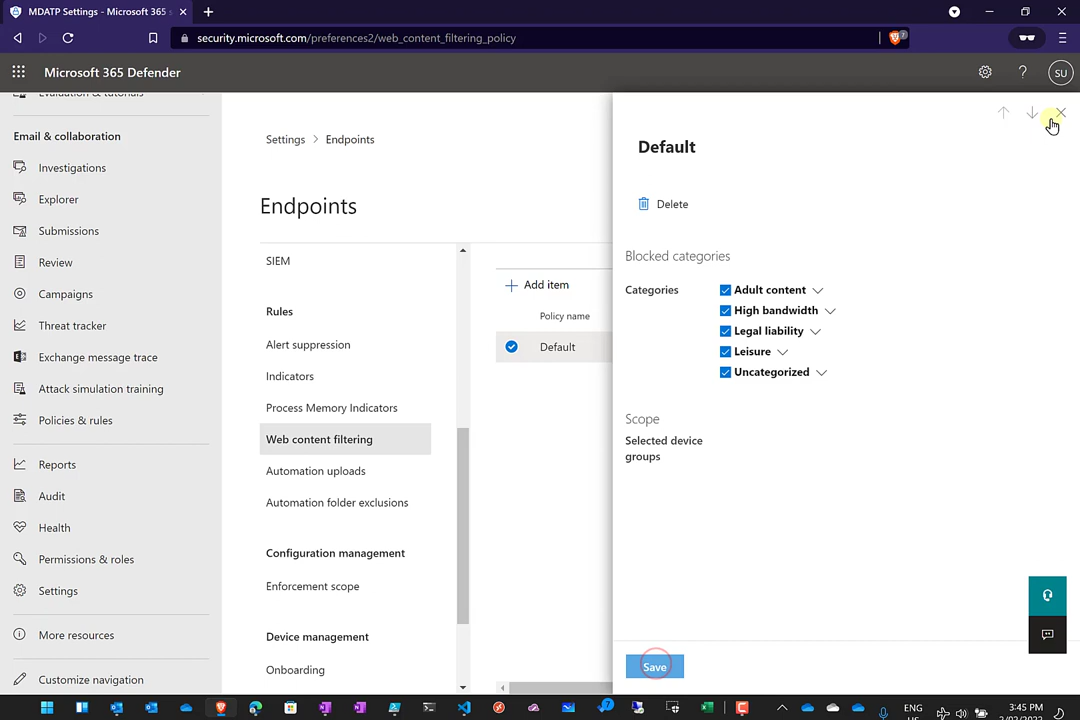 MDATP Settings - Microsoft 365
security.microsoft.com/preferences2/web_content_filtering_policy
7
Microsoft 365 Defender
?
SU
Evaluation & tutorials
Email & collaboration
Investigations
Explorer
Submissions
Review
Campaigns
Threat tracker
Exchange message trace
Attack simulation training
Policies & rules
Reports
Audit
Health
Permissions & roles
Settings
More resources
Customize navigation
Settings > Endpoints
Endpoints
SIEM
Rules
Alert suppression
Indicators
Process Memory Indicators
Web content filtering
Automation uploads
Automation folder exclusions
Configuration management
Enforcement scope
Device management
Onboarding
+ Add item
Policy name
Default
Default
Delete
Blocked categories
Categories
Adult content
High bandwidth
Legal liability
Leisure
Uncategorized
Scope
Selected device
groups
Save
ENG
3:45 PM